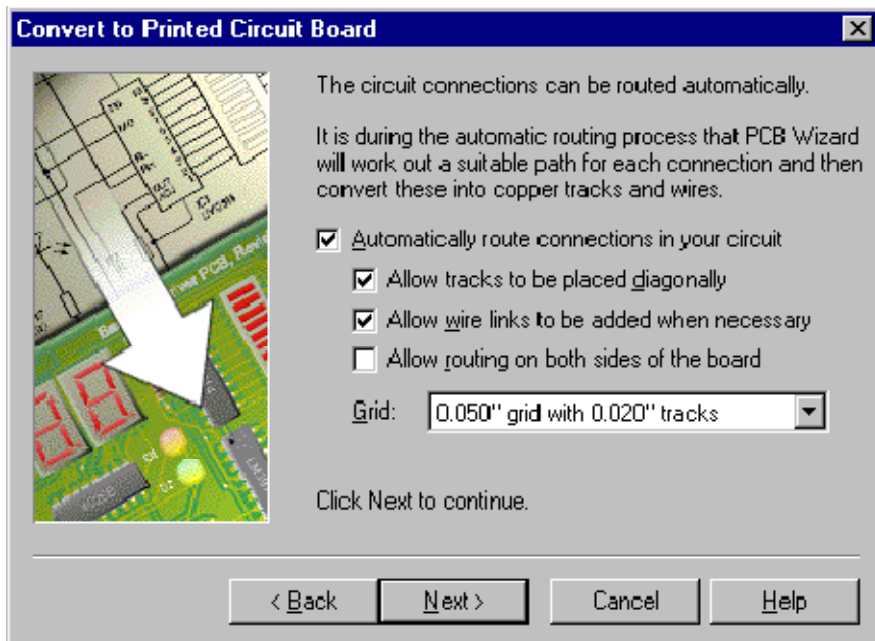 Convert to Printed Circuit Board
The circuit connections can be routed automatically.
It is during the automatic routing process that PCB Wizard
will work out a suitable path for each connection and then
convert these into copper tracks and wires.
Automatically route connections in your circuit
Allow tracks to be placed diagonally
Allow wire links to be added when necessary
Allow routing on both sides of the board
Grid: 0.050" grid with 0.020" tracks
Click Next to continue.
< Back Next > Cancel Help